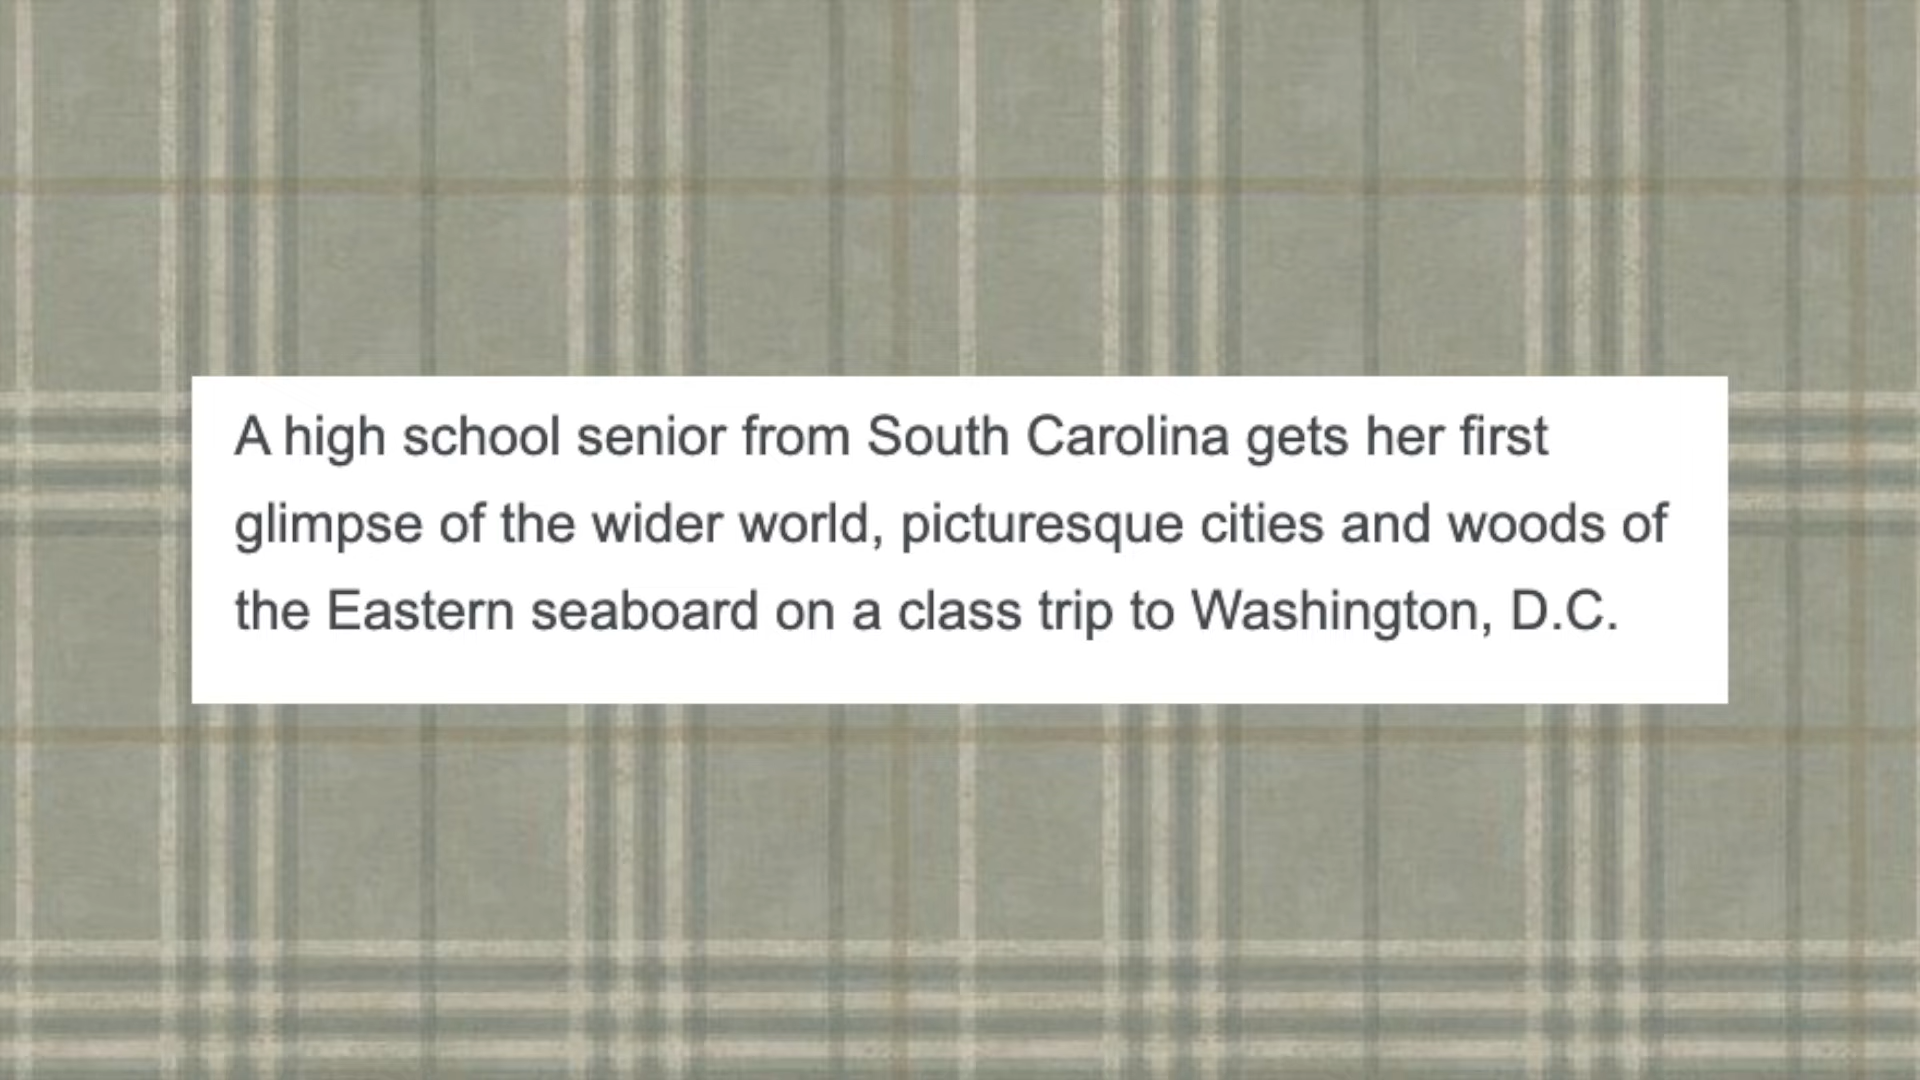 A high school senior from South Carolina gets her first
glimpse of the wider world, picturesque cities and woods of
the Eastern seaboard on a class trip to Washington, D.C.